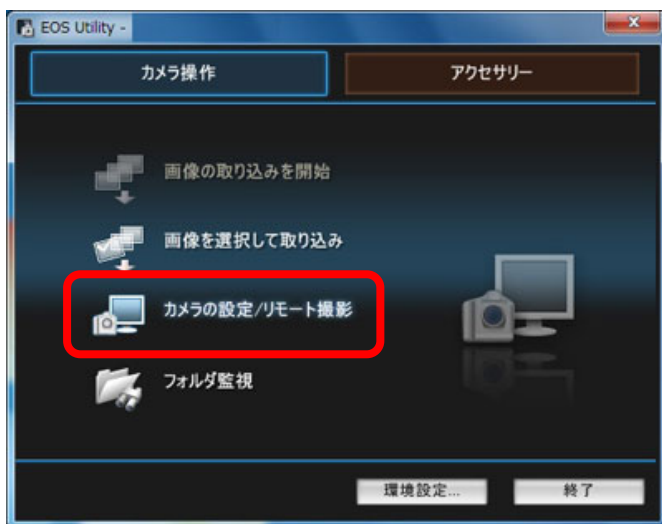 EOS Utility -
カメラ操作
アクセサリー
画像の取り込みを開始
画像を選択して取り込み
カメラの設定/リモート撮影
フォルダ監視
環境設定...
終了